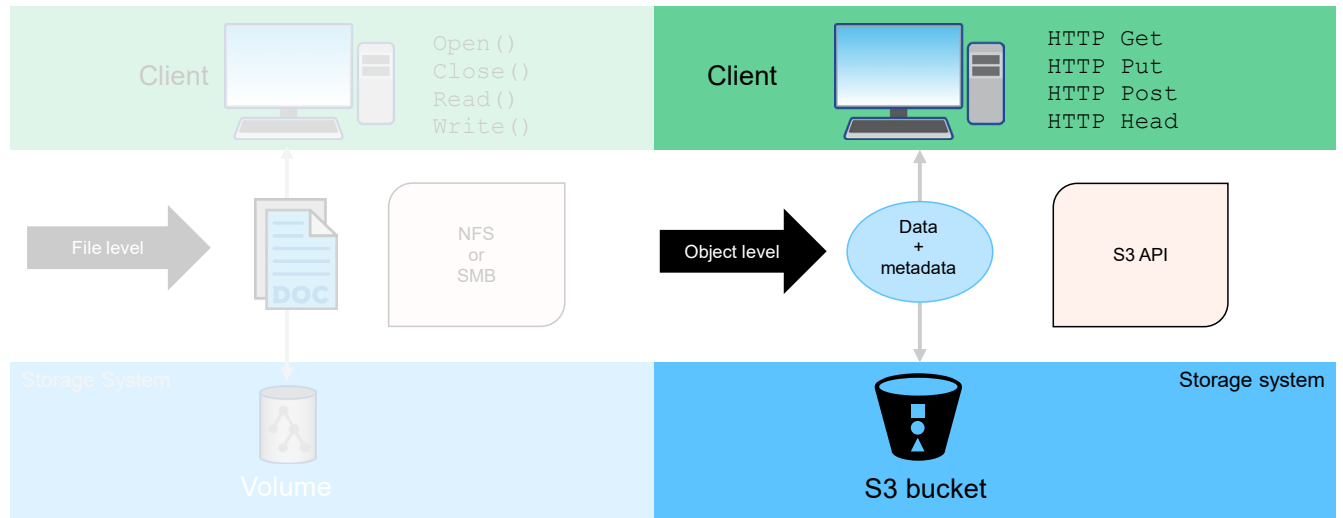 Client
Open()
Close()
Read()
Write()
File level
DOC
NFS
or
SMB
Storage System
Volume
Client
HTTP Get
HTTP Put
HTTP Post
HTTP Head
Object level
Data
+
metadata
S3 API
Storage system
S3 bucket